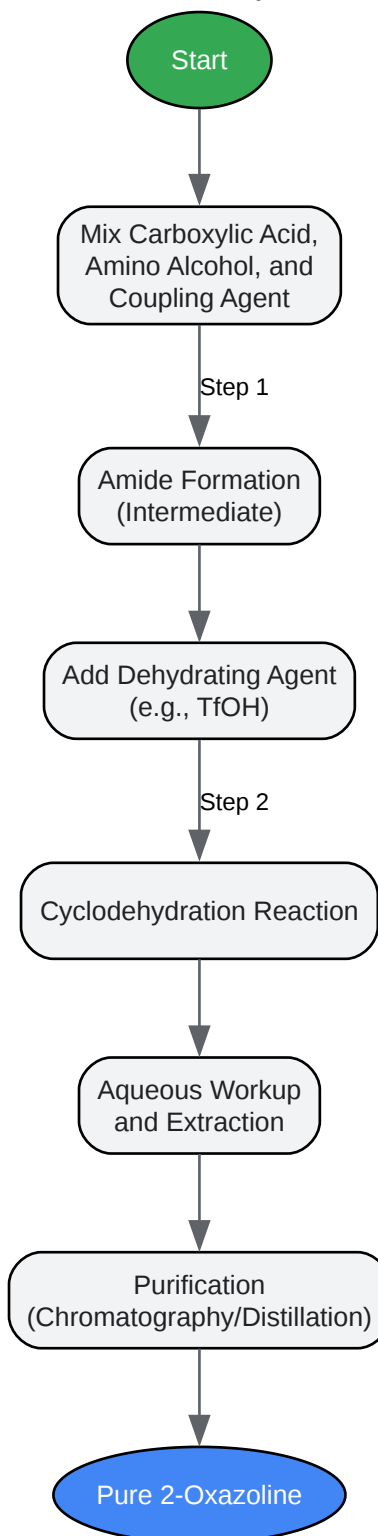 Start
Mix Carboxylic Acid,
Amino Alcohol, and
Coupling Agent
Step 1
Amide Formation
(Intermediate)
Add Dehydrating Agent
(e.g., TfOH)
Step 2
Cyclodehydration Reaction
Aqueous Workup
and Extraction
Purification
(Chromatography/Distillation)
Pure 2-Oxazoline